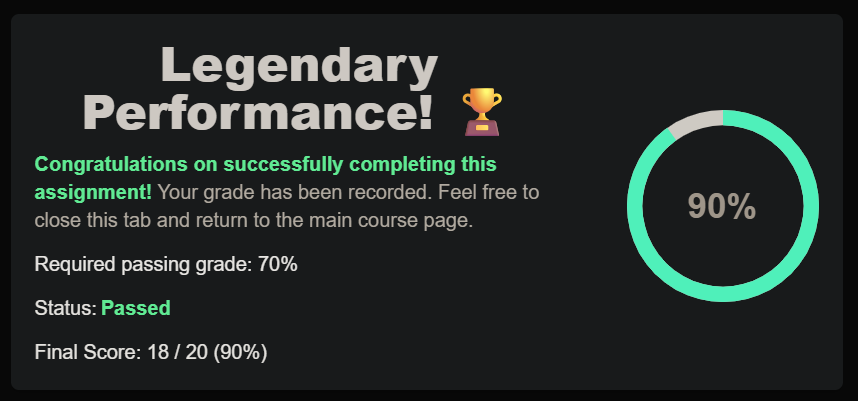 Legendary
Performance! 🏆
Congratulations on successfully completing this
assignment! Your grade has been recorded. Feel free to
close this tab and return to the main course page.
Required passing grade: 70%
Status: Passed
Final Score: 18 / 20 (90%)
90%